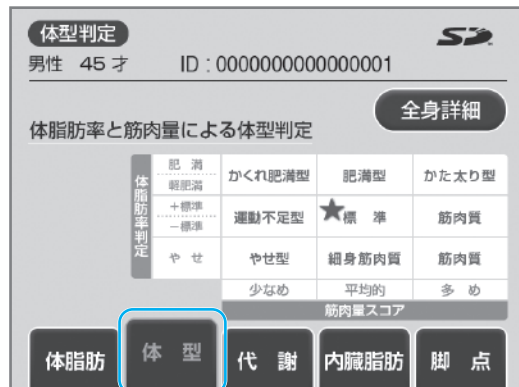 体型判定
SD
男性 45才 ID：0000000000000001
全身詳細
体脂肪率と筋肉量による体型判定
体脂肪率判定
肥満 かくれ肥満型 肥満型 かた太り型
軽肥満
＋標準 運動不足型 ★標準 筋肉質
－標準
やせ やせ型 細身筋肉質 筋肉質
少なめ 平均的 多め
筋肉量スコア
体脂肪 体型 代謝 内臓脂肪 脚点